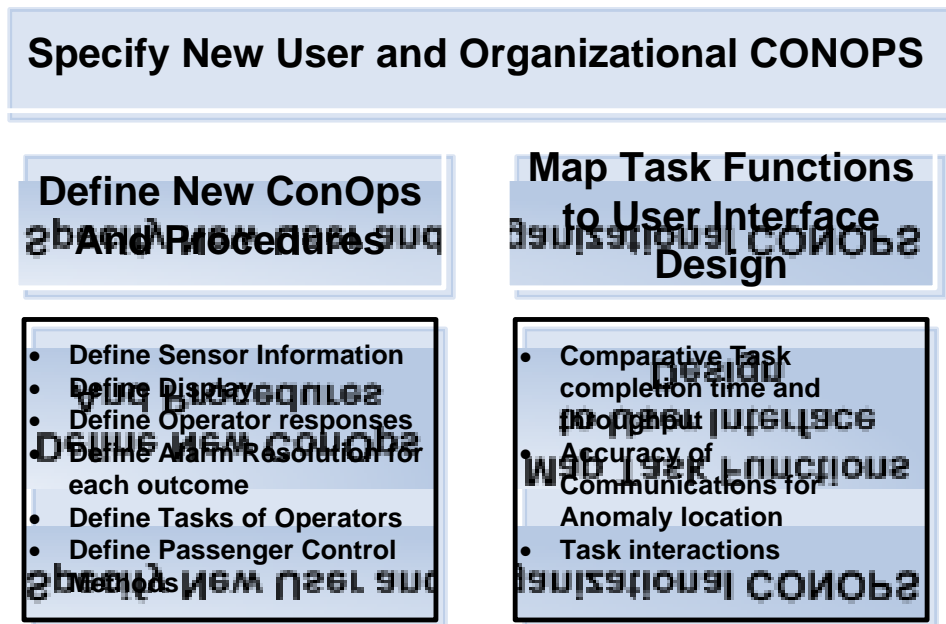 Specify New User and Organizational CONOPS
Define New ConOps
And Procedures
Map Task Functions
to User Interface
Design
• Define Sensor Information
• Define Display
• Define Operator responses
• Define Alarm Resolution for
each outcome
• Define Tasks of Operators
• Define Passenger Control
Methods
• Comparative Task
completion time and
throughput
• Accuracy of
Communications for
Anomaly location
• Task interactions